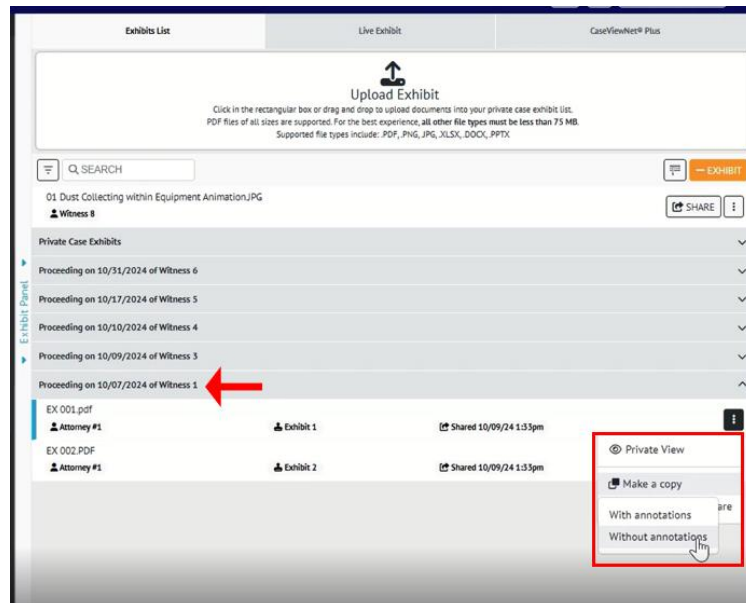 Exhibits List
Live Exhibit
CaseViewNet® Plus
Upload Exhibit
Click in the rectangular box or drag and drop to upload documents into your private case exhibit list.
PDF files of all sizes are supported. For the best experience, all other file types must be less than 75 MB.
Supported file types include: .PDF, .PNG, .JPG, .XLSX, .DOCX, .PPTX
SEARCH
EXHIBIT
01 Dust Collecting within Equipment Animation.JPG
Witness 8
SHARE
Private Case Exhibits
Proceeding on 10/31/2024 of Witness 6
Proceeding on 10/17/2024 of Witness 5
Proceeding on 10/10/2024 of Witness 4
Proceeding on 10/09/2024 of Witness 3
Exhibit Panel
Proceeding on 10/07/2024 of Witness 1
EX 001.pdf
Attorney #1
Exhibit 1
Shared 10/09/24 1:33pm
EX 002.PDF
Attorney #1
Exhibit 2
Shared 10/09/24 1:33pm
Private View
Make a copy
With annotations
Without annotations